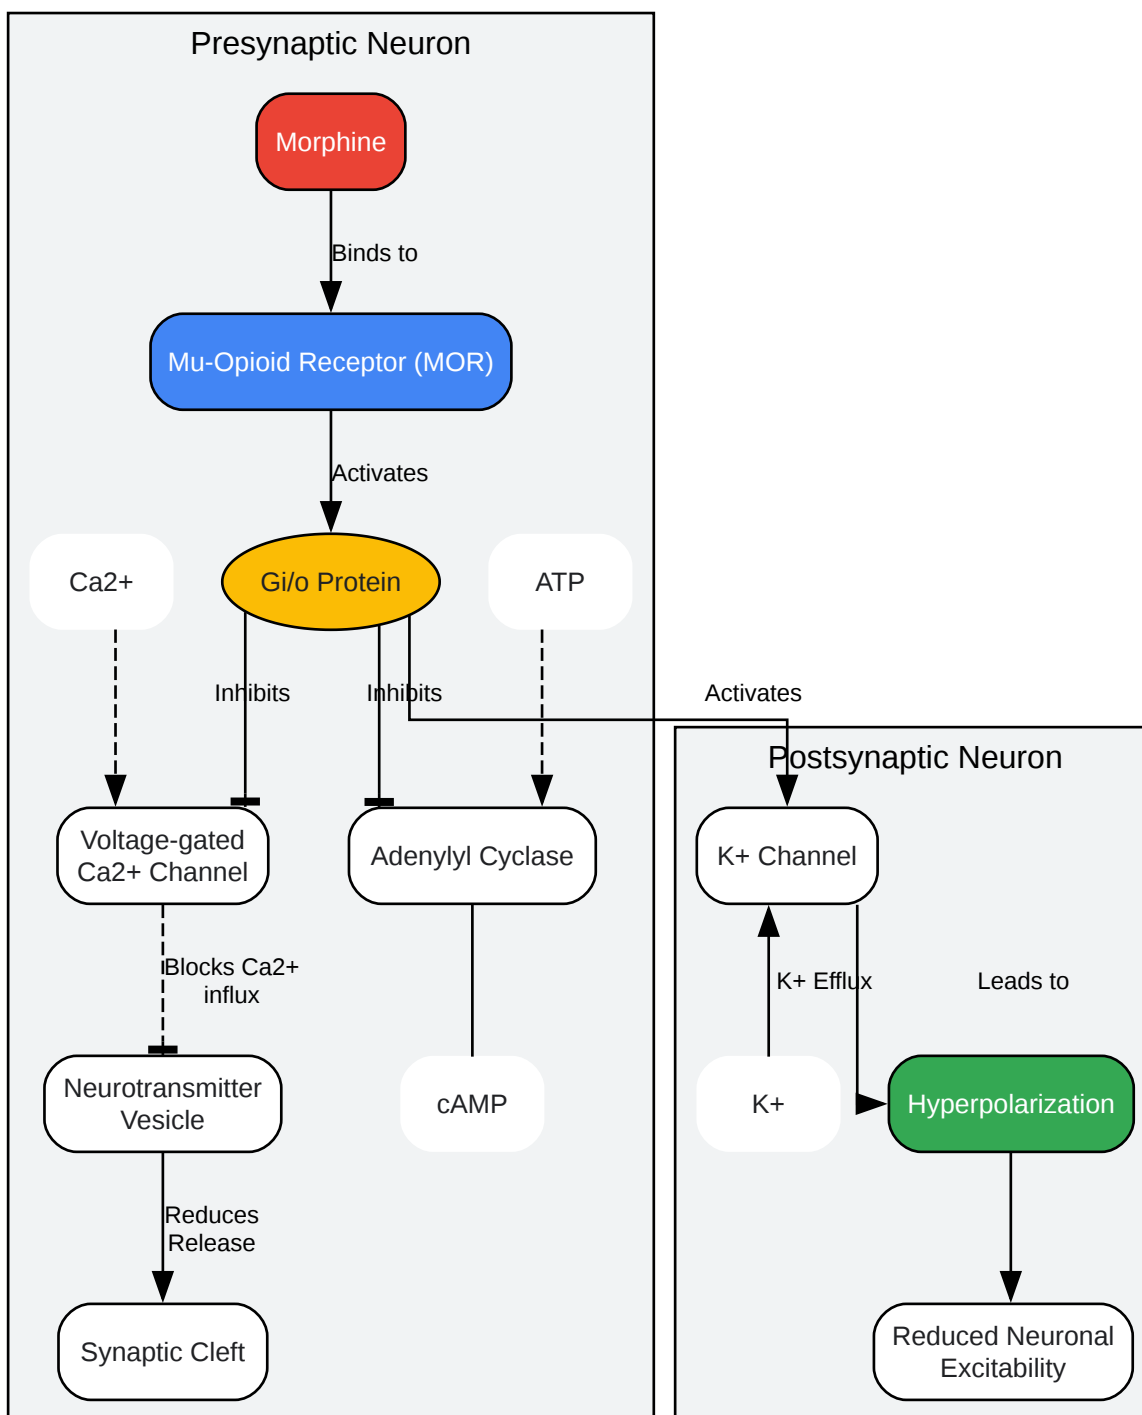 Presynaptic Neuron
Morphine
Binds to
Mu-Opioid Receptor (MOR)
Activates
Ca2+
Gi/o Protein
ATP
Inhibits
Inhibits
Activates
Postsynaptic Neuron
Voltage-gated
Ca2+ Channel
Adenylyl Cyclase
K+ Channel
Blocks Ca2+
influx
K+ Efflux
Leads to
Neurotransmitter
Vesicle
cAMP
K+
Hyperpolarization
Reduces
Release
Synaptic Cleft
Reduced Neuronal
Excitability